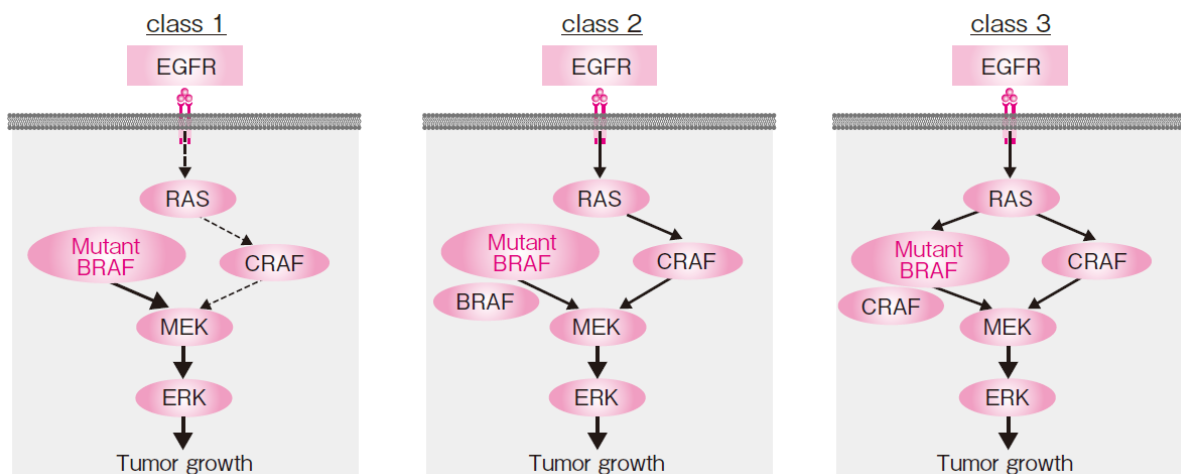 class 1
EGFR
RAS
Mutant
BRAF
CRAF
MEK
ERK
Tumor growth
class 2
EGFR
RAS
Mutant
BRAF
CRAF
BRAF
MEK
ERK
Tumor growth
class 3
EGFR
RAS
Mutant
BRAF
CRAF
CRAF
MEK
ERK
Tumor growth